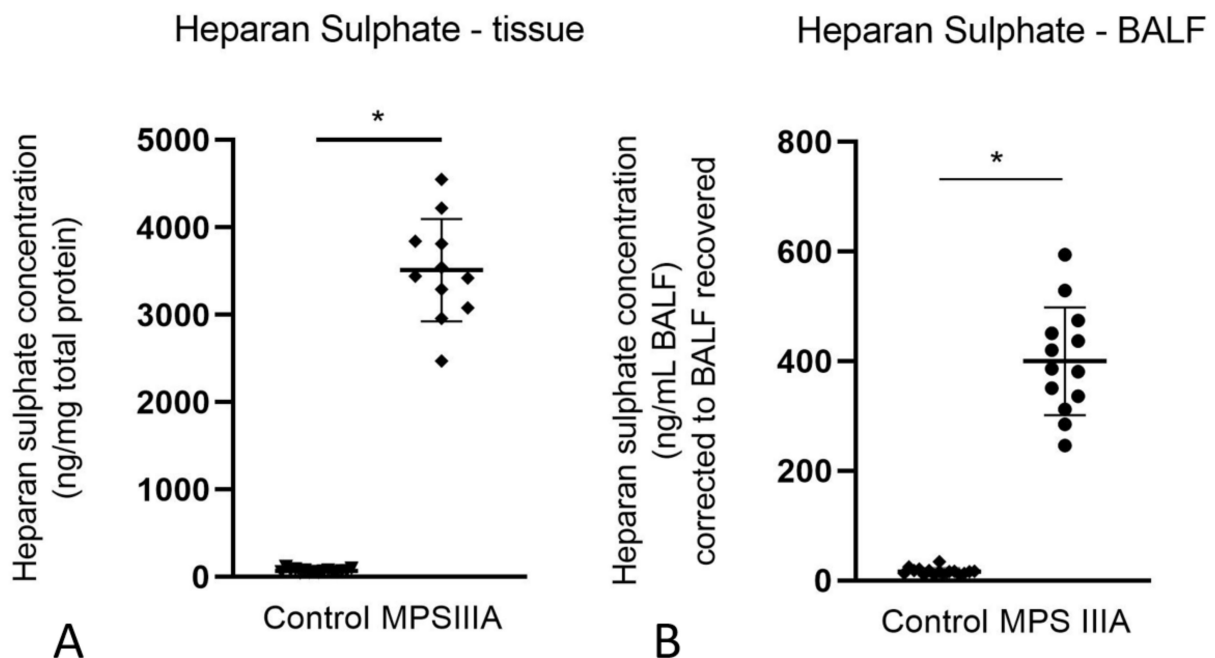 Heparan Sulphate - tissue
Heparan sulphate concentration
(ng/mg total protein)
5000
4000
3000
2000
1000
0
*
Control MPSIIIA
A
Heparan Sulphate - BALF
Heparan sulphate concentration
(ng/mL BALF)
corrected to BALF recovered
800
600
400
200
0
*
Control MPS IIIA
B